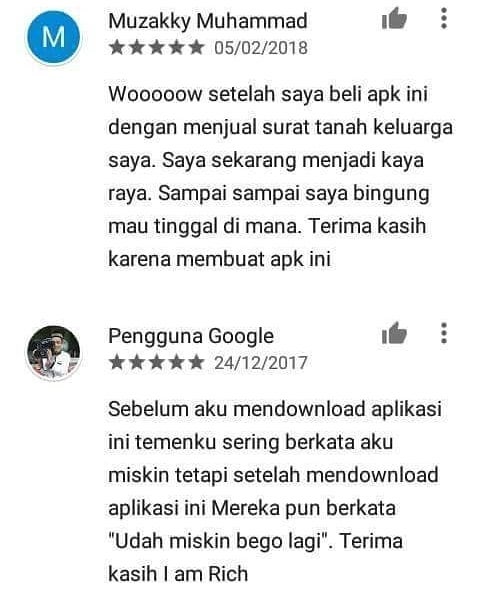 M
Muzakky Muhammad
05/02/2018
Wooooow setelah saya beli apk ini
dengan menjual surat tanah keluarga
saya. Saya sekarang menjadi kaya
raya. Sampai sampai saya bingung
mau tinggal di mana. Terima kasih
karena membuat apk ini
Pengguna Google
24/12/2017
Sebelum aku mendownload aplikasi
ini temenku sering berkata aku
miskin tetapi setelah mendownload
aplikasi ini Mereka pun berkata
"Udah miskin bego lagi". Terima
kasih I am Rich